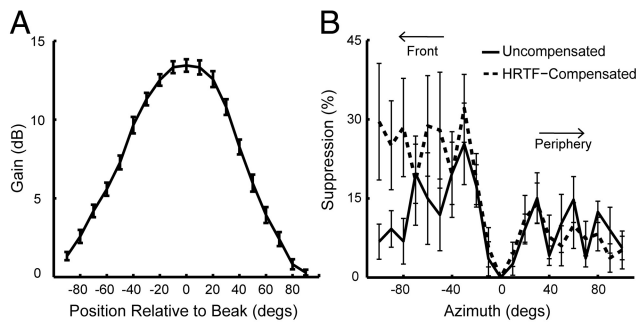 A
15
10
5
0
Gain (dB)
-80 -60 -40 -20 0 20 40 60 80
Position Relative to Beak (degs)
B
45
30
15
0
Suppression (%)
Front
Uncompensated
HRTF-Compensated
Periphery
-80 -40 0 40 80
Azimuth (degs)